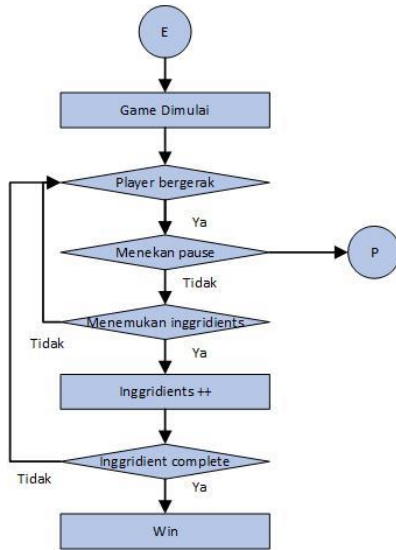 E
Game Dimulai
Player bergerak
Ya
Menekan pause
P
Tidak
Menemukan inggridients
Tidak
Ya
Inggridients ++
Inggridient complete
Tidak
Ya
Win